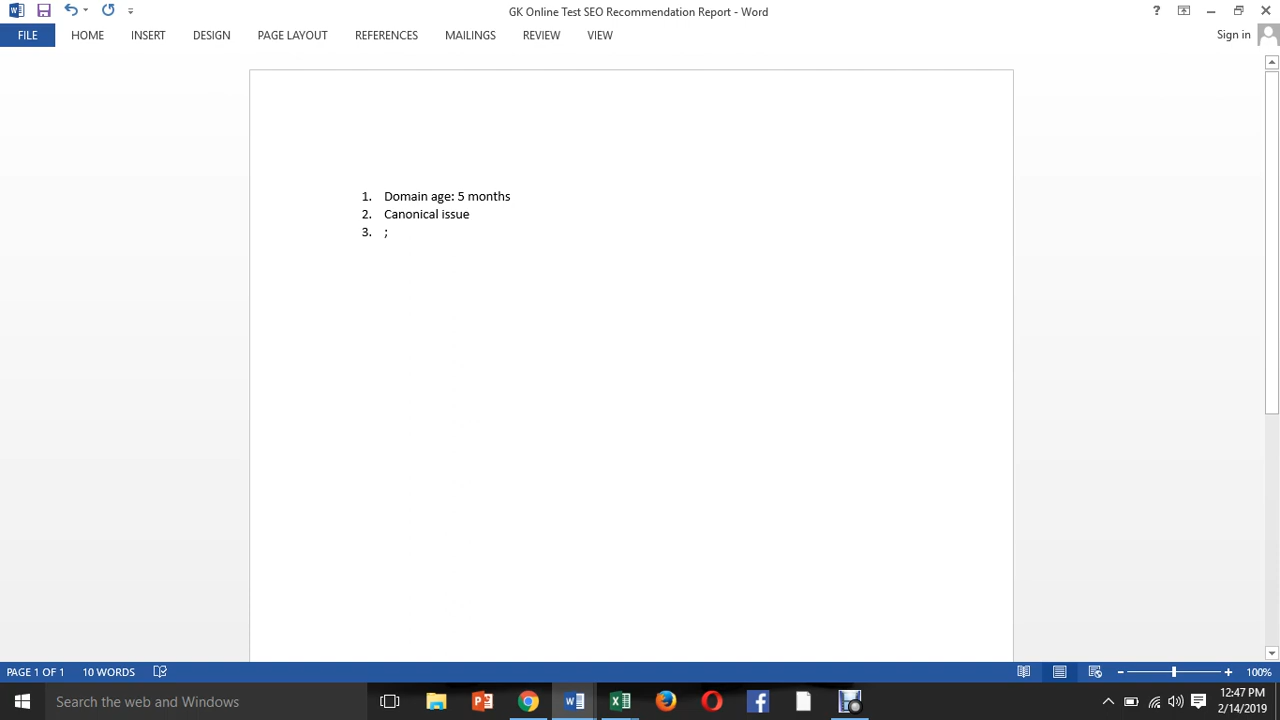 GK Online Test SEO Recommendation Report - Word
?
FILE HOME INSERT DESIGN PAGE LAYOUT REFERENCES MAILINGS REVIEW VIEW Sign in
1. Domain age: 5 months
2. Canonical issue
3. ;
PAGE 1 OF 1 10 WORDS 100%
Search the web and Windows
12:47 PM
2/14/2019